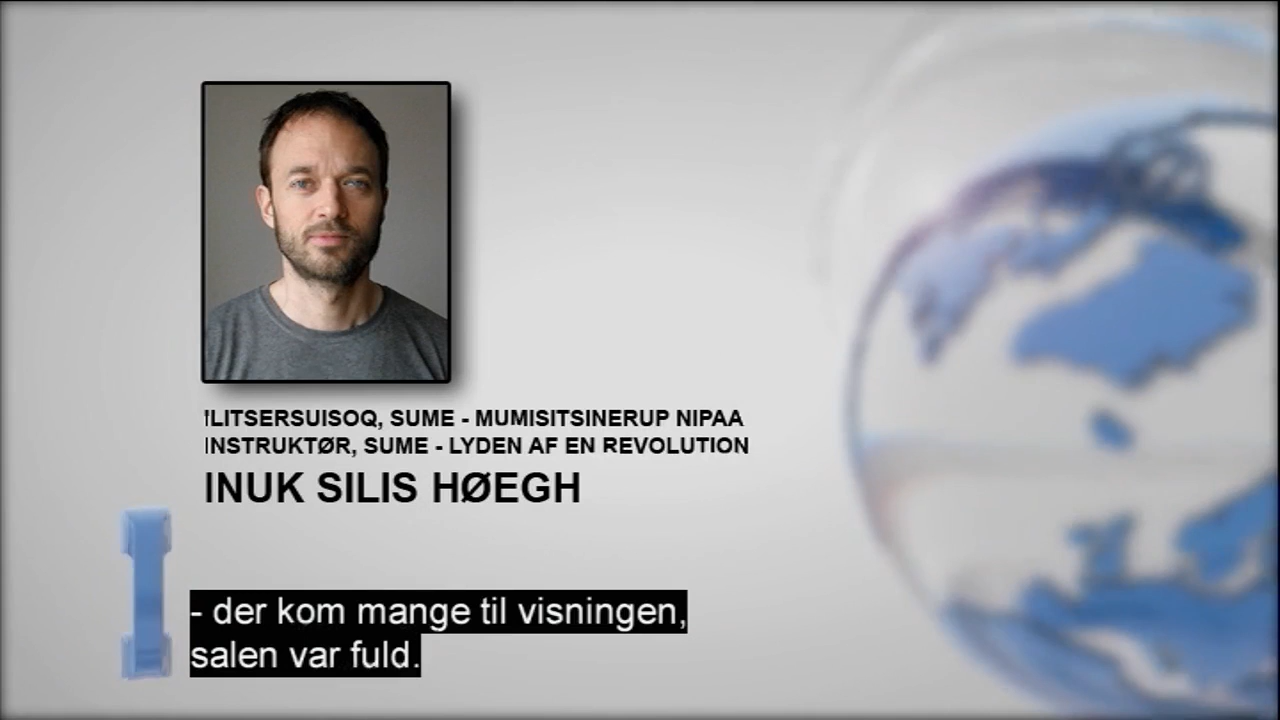 ILITSERSUISOQ, SUME - MUMISITSINERUP NIPAA
INSTRUKTØR, SUME - LYDEN AF EN REVOLUTION
INUK SILIS HØEGH
- der kom mange til visningen,
salen var fuld.